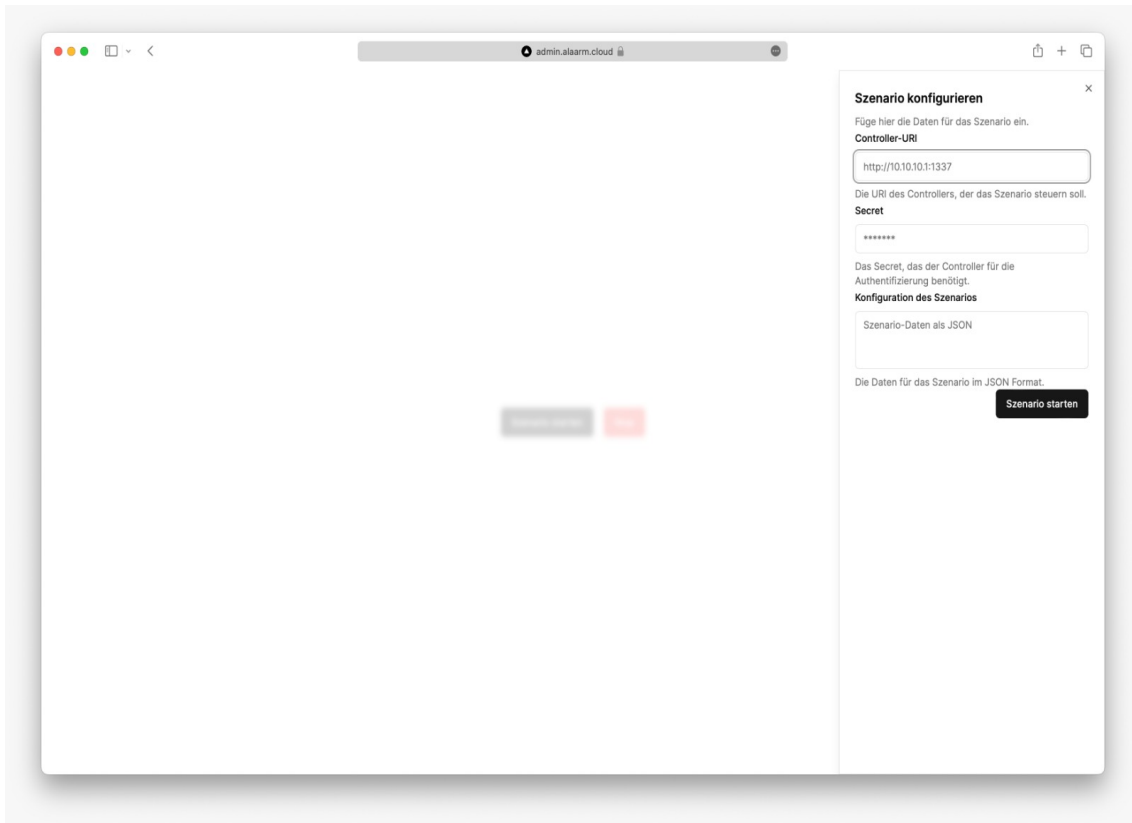 admin.alaarm.cloud
Szenario konfigurieren
Füge hier die Daten für das Szenario ein.
Controller-URI
http://10.10.10.1:1337
Die URI des Controllers, der das Szenario steuern soll.
Secret
*******
Das Secret, das der Controller für die
Authentifizierung benötigt.
Konfiguration des Szenarios
Szenario-Daten als JSON
Die Daten für das Szenario im JSON Format.
Szenario starten